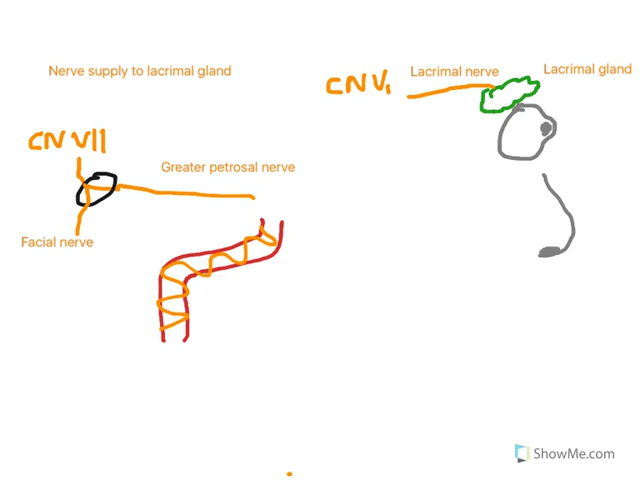 Nerve supply to lacrimal gland
CN V₁
Lacrimal nerve
Lacrimal gland
CN VII
Greater petrosal nerve
Facial nerve
ShowMe.com